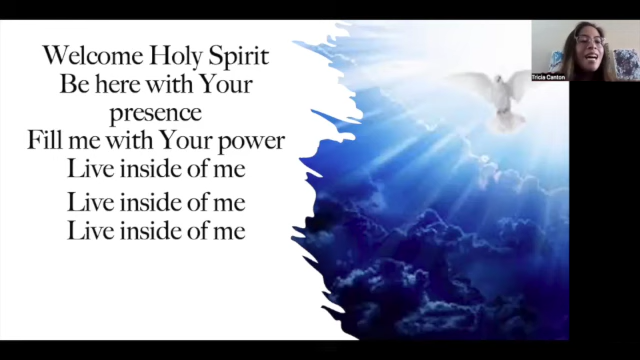 Welcome Holy Spirit
Be here with Your
presence
Fill me with Your power
Live inside of me
Live inside of me
Live inside of me
Tricia Canton